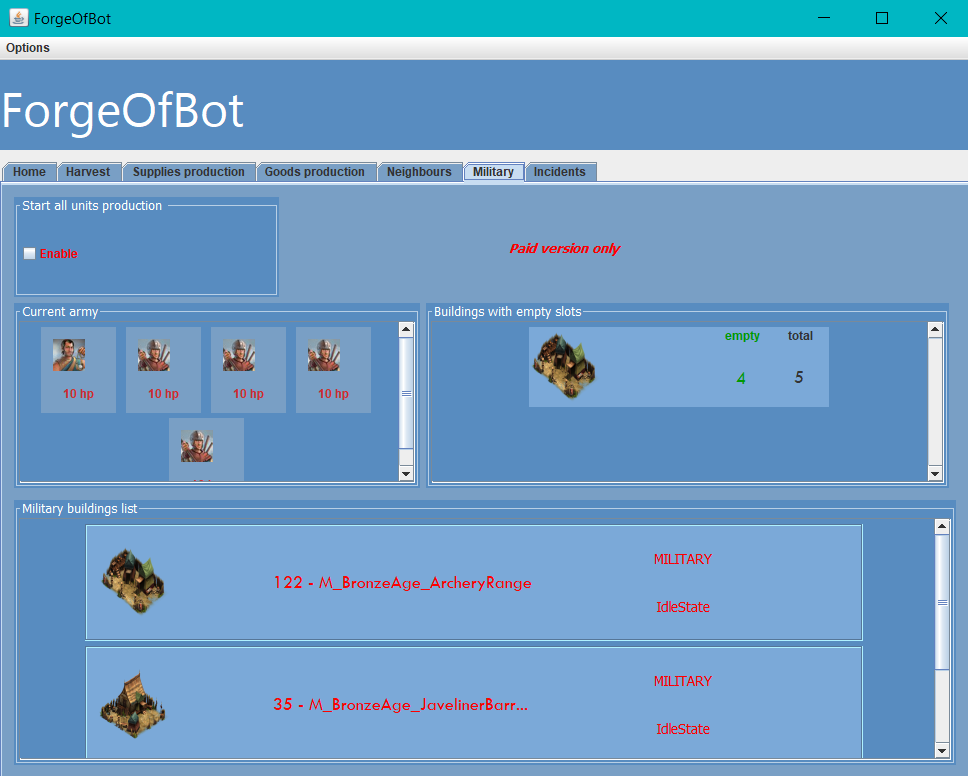 ForgeOfBot
Options
ForgeOfBot
Home Harvest Supplies production Goods production Neighbours Military Incidents
Start all units production
Enable
Paid version only
Current army
10 hp 10 hp 10 hp 10 hp
Buildings with empty slots
empty total
4 5
Military buildings list
122 - M_BronzeAge_ArcheryRange
MILITARY
IdleState
35 - M_BronzeAge_JavelinerBarr...
MILITARY
IdleState